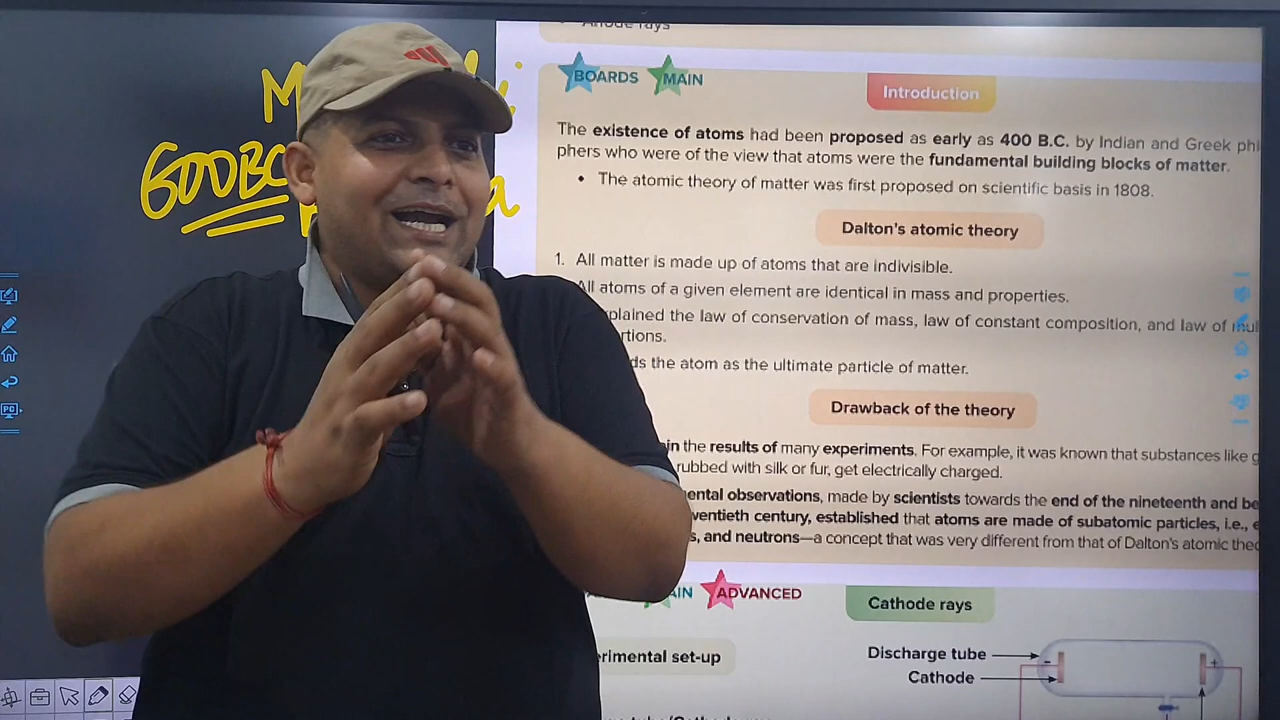 Anode rays
BOARDS MAIN
Introduction
600BC
The existence of atoms had been proposed as early as 400 B.C. by Indian and Greek phi
phers who were of the view that atoms were the fundamental building blocks of matter.
• The atomic theory of matter was first proposed on scientific basis in 1808.
Dalton's atomic theory
1. All matter is made up of atoms that are indivisible.
All atoms of a given element are identical in mass and properties.
plained the law of conservation of mass, law of constant composition, and law of mul
rtions.
ds the atom as the ultimate particle of matter.
Drawback of the theory
in the results of many experiments. For example, it was known that substances like g
rubbed with silk or fur, get electrically charged.
ental observations, made by scientists towards the end of the nineteenth and be
wentieth century, established that atoms are made of subatomic particles, i.e., e
s, and neutrons—a concept that was very different from that of Dalton's atomic theo
AIN ADVANCED
Cathode rays
rimental set-up
Discharge tube
Cathode
- +
PC